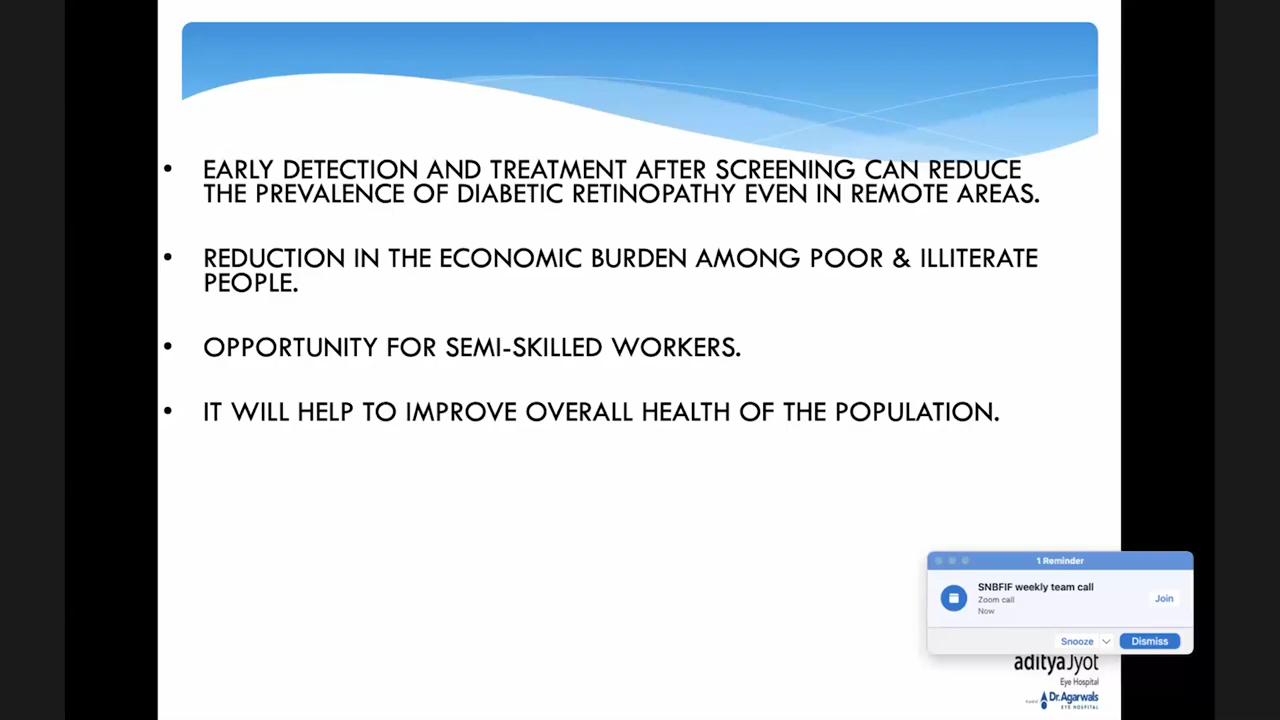 • EARLY DETECTION AND TREATMENT AFTER SCREENING CAN REDUCE
THE PREVALENCE OF DIABETIC RETINOPATHY EVEN IN REMOTE AREAS.
• REDUCTION IN THE ECONOMIC BURDEN AMONG POOR & ILLITERATE
PEOPLE.
• OPPORTUNITY FOR SEMI-SKILLED WORKERS.
• IT WILL HELP TO IMPROVE OVERALL HEALTH OF THE POPULATION.
1 Reminder
SNBFIF weekly team call
Zoom call
Now
Join
Snooze
Dismiss
adityaJyot
Eye Hospital
Dr.Agarwals
EYE HOSPITAL